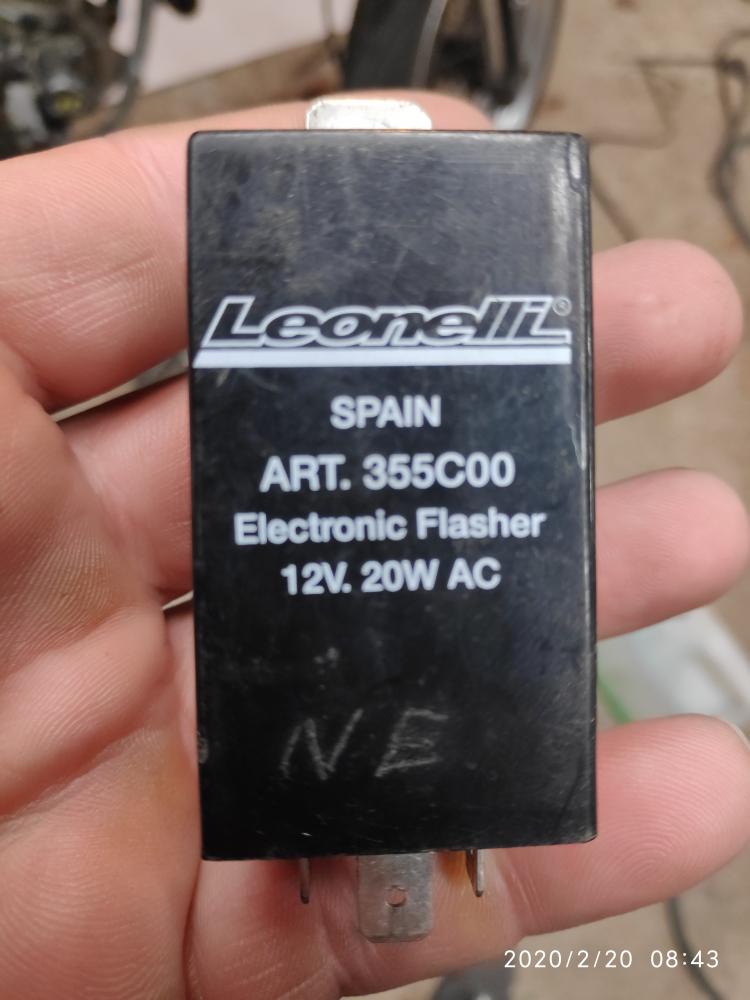 Leonelli®
SPAIN
ART. 355C00
Electronic Flasher
12V. 20W AC
NE
2020/2/20 08:43